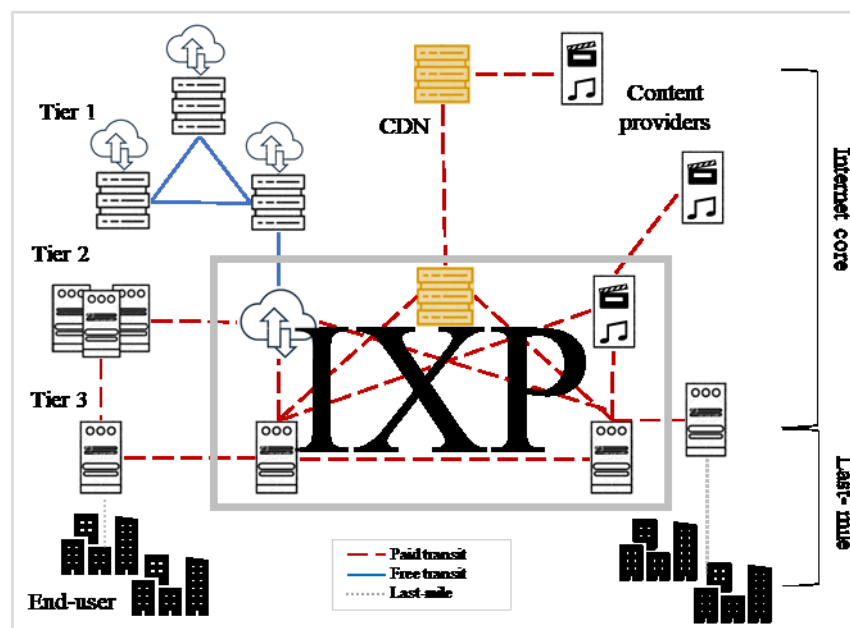 Tier 1
CDN
Content
providers
Tier 2
IXP
Tier 3
Internet core
Last-mile
End-user
Paid transit
Free transit
Last-mile